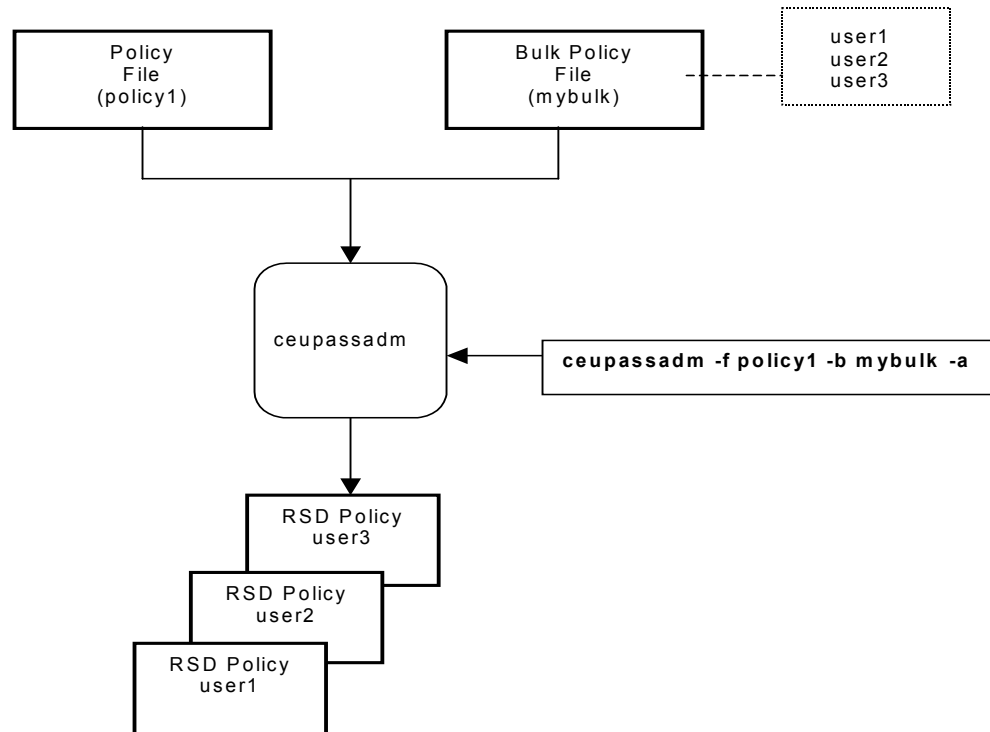 Policy
File
(policy1)
Bulk Policy
File
(mybulk)
user1
user2
user3
ceupassadm
ceupassadm -f policy1 -b mybulk -a
RSD Policy
user3
RSD Policy
user2
RSD Policy
user1